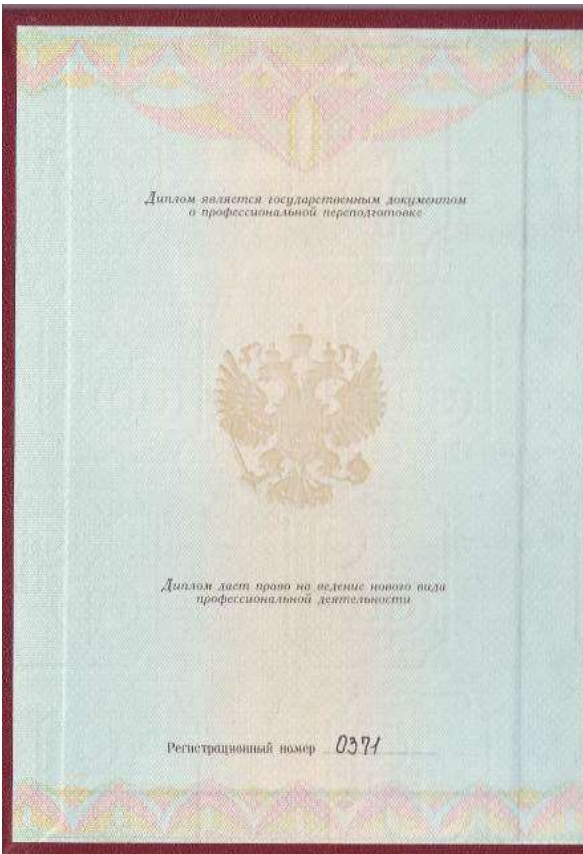 Диплом является государственным документом
о профессиональной переподготовке
Диплом дает право на ведение нового вида
профессиональной деятельности
Регистрационный номер 0371